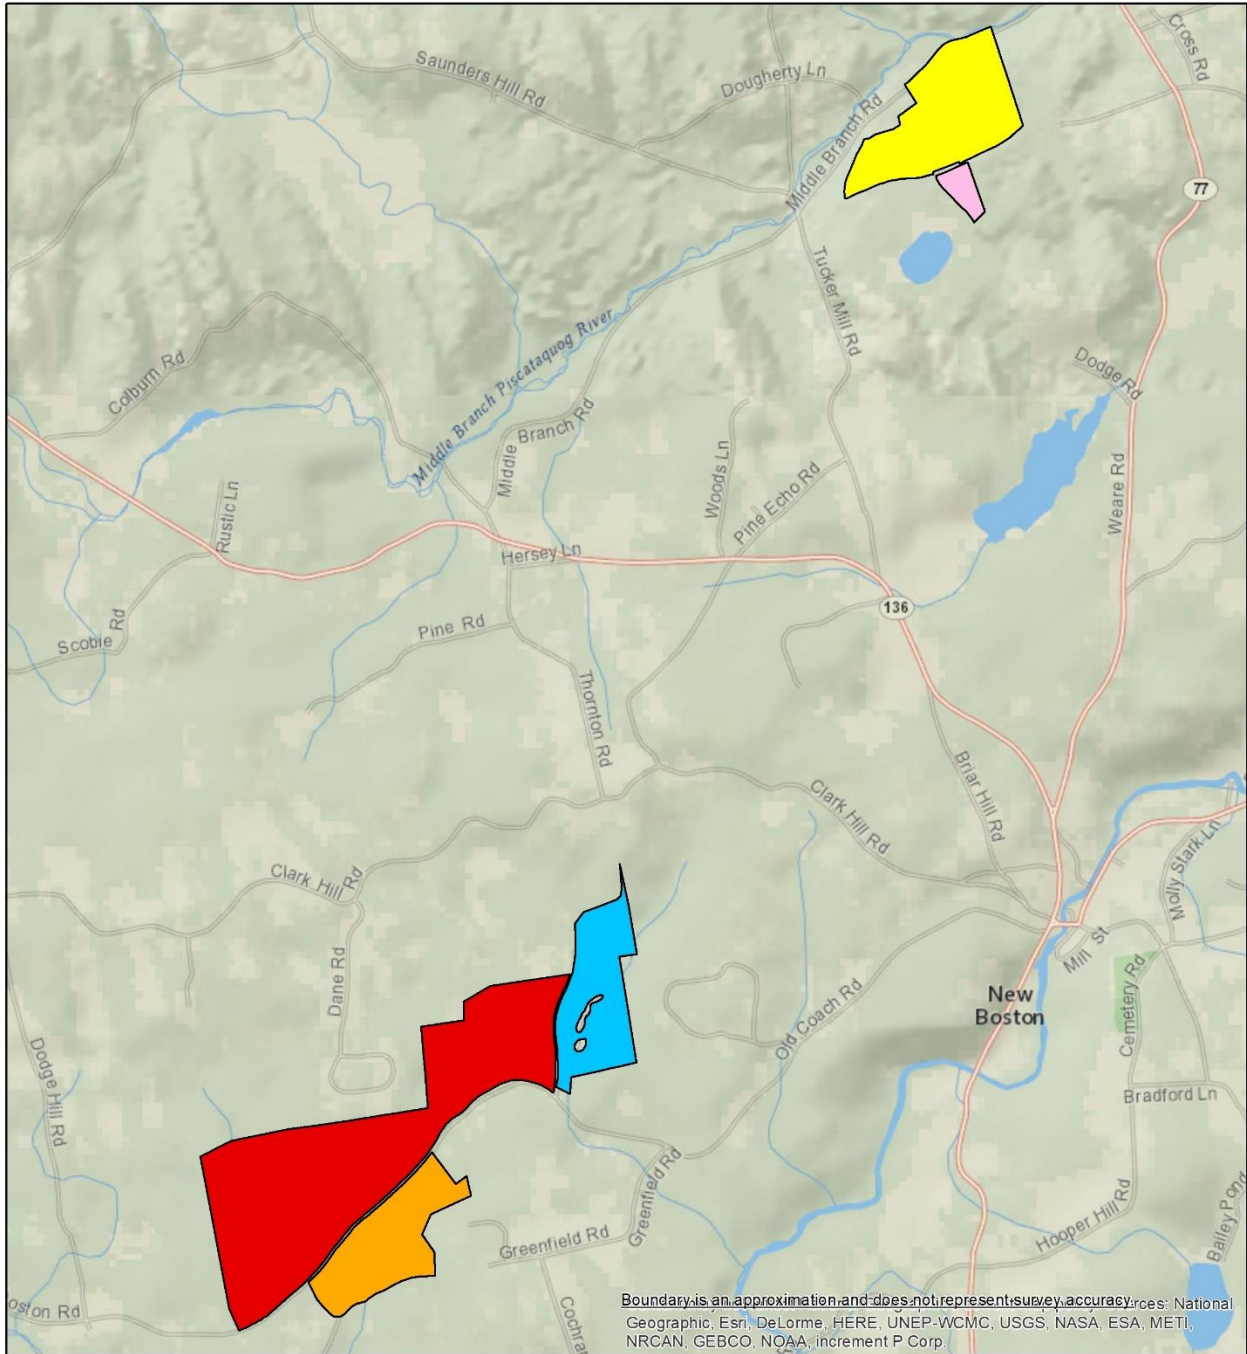 Cross Rd
Saunders Hill Rd
Dougherty Ln
Middle Branch Rd
77
Tucker Mill Rd
Middle Branch Piscataquog River
Colburn Rd
Dodge Rd
Middle Branch Rd
Woods Ln
Pine Echo Rd
Weare Rd
Rustic Ln
Hersey Ln
136
Scobie Rd
Pine Rd
Thornton Rd
Briar Hill Rd
Clark Hill Rd
Molly Stark Ln
Clark Hill Rd
Mill St
Dane Rd
New
Boston
Cemetery Rd
Old Coach Rd
Dodge Hill Rd
Bradford Ln
Greenfield Rd
Greenfield Rd
Hooper Hill Rd
Bailey Pond
oston Rd
Cochra
Boundary is an approximation and does not represent survey accuracy.
rces: National
Geographic, Esri, DeLorme, HERE, UNEP-WCMC, USGS, NASA, ESA, METI,
NRCAN, GEBCO, NOAA, increment P Corp.